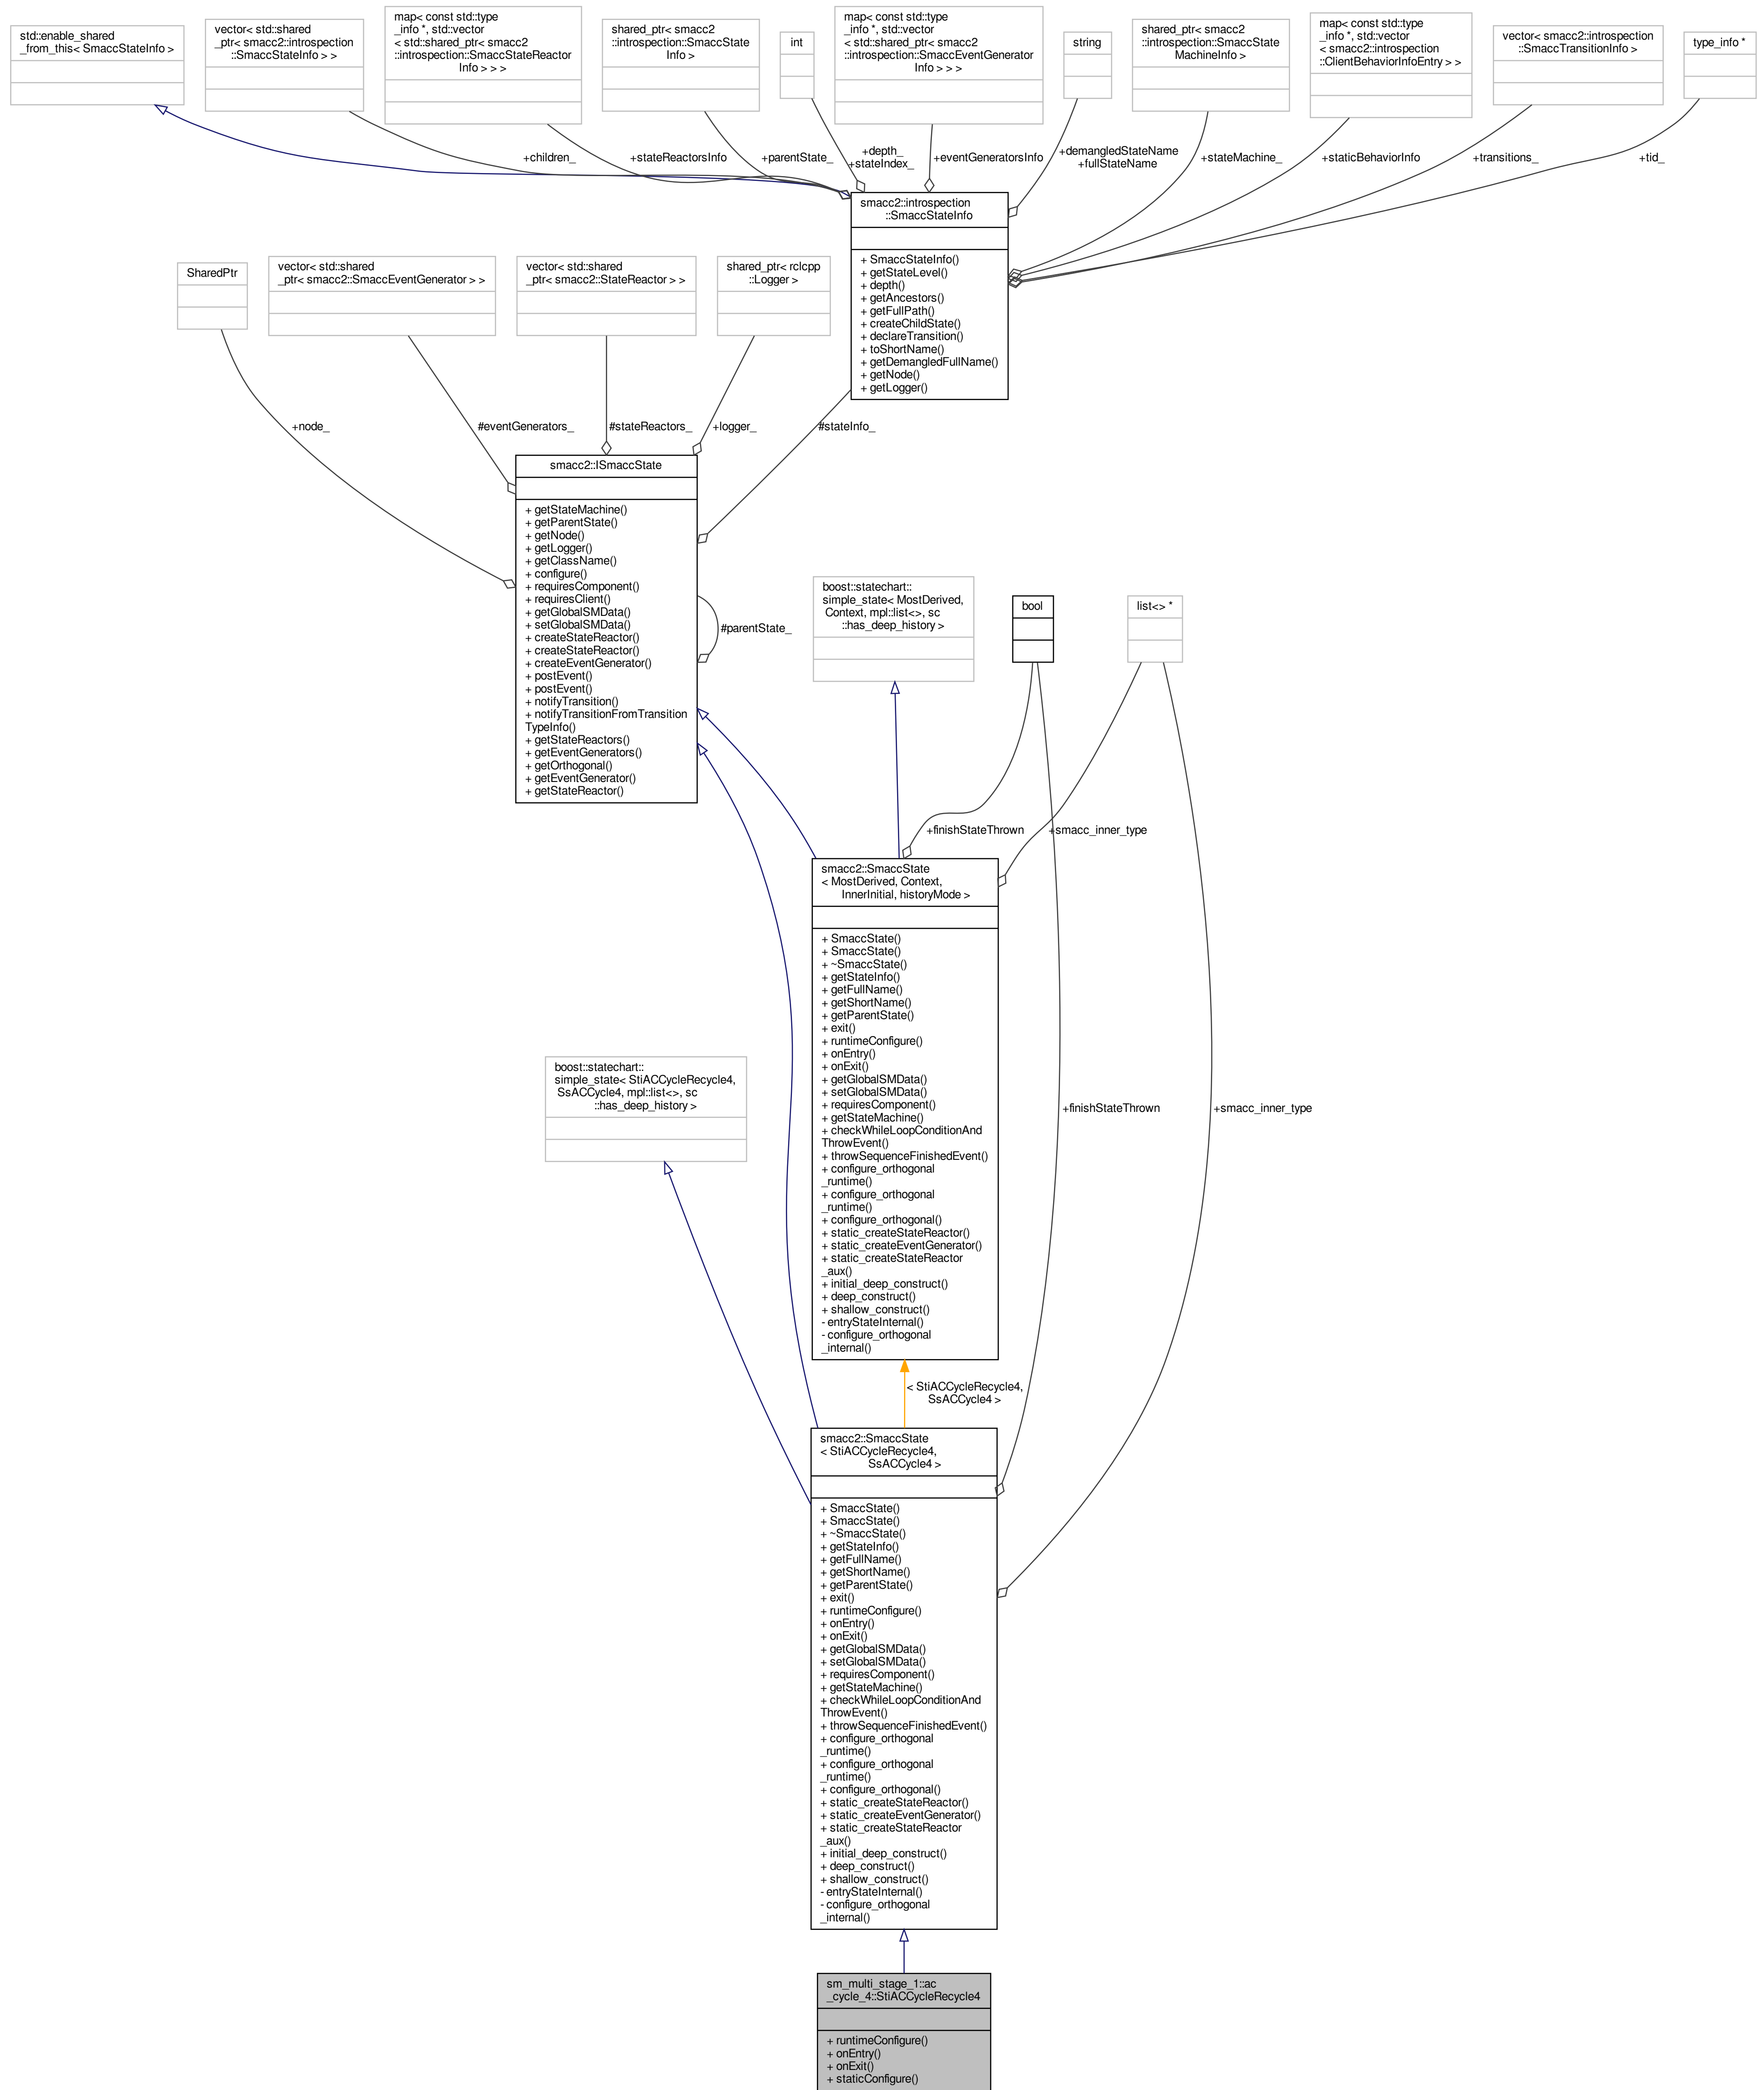 std::enable_shared
_from_this< SmaccStateInfo >
vector< std::shared
_ptr< smacc2::introspection
::SmaccStateInfo > >
map< const std::type
_info *, std::vector
< std::shared_ptr< smacc2
::introspection::SmaccStateReactor
Info > > >
shared_ptr< smacc2
::introspection::SmaccState
Info >
int
map< const std::type
_info *, std::vector
< std::shared_ptr< smacc2
::introspection::SmaccEventGenerator
Info > > >
string
shared_ptr< smacc2
::introspection::SmaccState
MachineInfo >
map< const std::type
_info *, std::vector
< smacc2::introspection
::ClientBehaviorInfoEntry > >
vector< smacc2::introspection
::SmaccTransitionInfo >
type_info *
+children_
+stateReactorsInfo
+parentState_
+depth_
+stateIndex_
+eventGeneratorsInfo
+demangledStateName
+fullStateName
+stateMachine_
+staticBehaviorInfo
+transitions_
+tid_
smacc2::introspection
::SmaccStateInfo
+ SmaccStateInfo()
+ getStateLevel()
+ depth()
+ getAncestors()
+ getFullPath()
+ createChildState()
+ declareTransition()
+ toShortName()
+ getDemangledFullName()
+ getNode()
+ getLogger()
SharedPtr
vector< std::shared
_ptr< smacc2::SmaccEventGenerator > >
vector< std::shared
_ptr< smacc2::StateReactor > >
shared_ptr< rclcpp
::Logger >
+node_
#eventGenerators_
#stateReactors_
+logger_
#stateInfo_
smacc2::ISmaccState
+ getStateMachine()
+ getParentState()
+ getNode()
+ getLogger()
+ getClassName()
+ configure()
+ requiresComponent()
+ requiresClient()
+ getGlobalSMData()
+ setGlobalSMData()
+ createStateReactor()
+ createStateReactor()
+ createEventGenerator()
+ postEvent()
+ postEvent()
+ notifyTransition()
+ notifyTransitionFromTransition
TypeInfo()
+ getStateReactors()
+ getEventGenerators()
+ getOrthogonal()
+ getEventGenerator()
+ getStateReactor()
#parentState_
boost::statechart::
simple_state< MostDerived,
Context, mpl::list<>, sc
::has_deep_history >
bool
list<> *
+finishStateThrown
+smacc_inner_type
smacc2::SmaccState
< MostDerived, Context,
InnerInitial, historyMode >
+ SmaccState()
+ SmaccState()
+ ~SmaccState()
+ getStateInfo()
+ getFullName()
+ getShortName()
+ getParentState()
+ exit()
+ runtimeConfigure()
+ onEntry()
+ onExit()
+ getGlobalSMData()
+ setGlobalSMData()
+ requiresComponent()
+ getStateMachine()
+ checkWhileLoopConditionAnd
ThrowEvent()
+ throwSequenceFinishedEvent()
+ configure_orthogonal
_runtime()
+ configure_orthogonal
_runtime()
+ configure_orthogonal()
+ static_createStateReactor()
+ static_createEventGenerator()
+ static_createStateReactor
_aux()
+ initial_deep_construct()
+ deep_construct()
+ shallow_construct()
- entryStateInternal()
- configure_orthogonal
_internal()
boost::statechart::
simple_state< StiACCycleRecycle4,
SsACCycle4, mpl::list<>, sc
::has_deep_history >
+finishStateThrown
+smacc_inner_type
< StiACCycleRecycle4,
SsACCycle4 >
smacc2::SmaccState
< StiACCycleRecycle4,
SsACCycle4 >
+ SmaccState()
+ SmaccState()
+ ~SmaccState()
+ getStateInfo()
+ getFullName()
+ getShortName()
+ getParentState()
+ exit()
+ runtimeConfigure()
+ onEntry()
+ onExit()
+ getGlobalSMData()
+ setGlobalSMData()
+ requiresComponent()
+ getStateMachine()
+ checkWhileLoopConditionAnd
ThrowEvent()
+ throwSequenceFinishedEvent()
+ configure_orthogonal
_runtime()
+ configure_orthogonal
_runtime()
+ configure_orthogonal()
+ static_createStateReactor()
+ static_createEventGenerator()
+ static_createStateReactor
_aux()
+ initial_deep_construct()
+ deep_construct()
+ shallow_construct()
- entryStateInternal()
- configure_orthogonal
_internal()
sm_multi_stage_1::ac
_cycle_4::StiACCycleRecycle4
+ runtimeConfigure()
+ onEntry()
+ onExit()
+ staticConfigure()